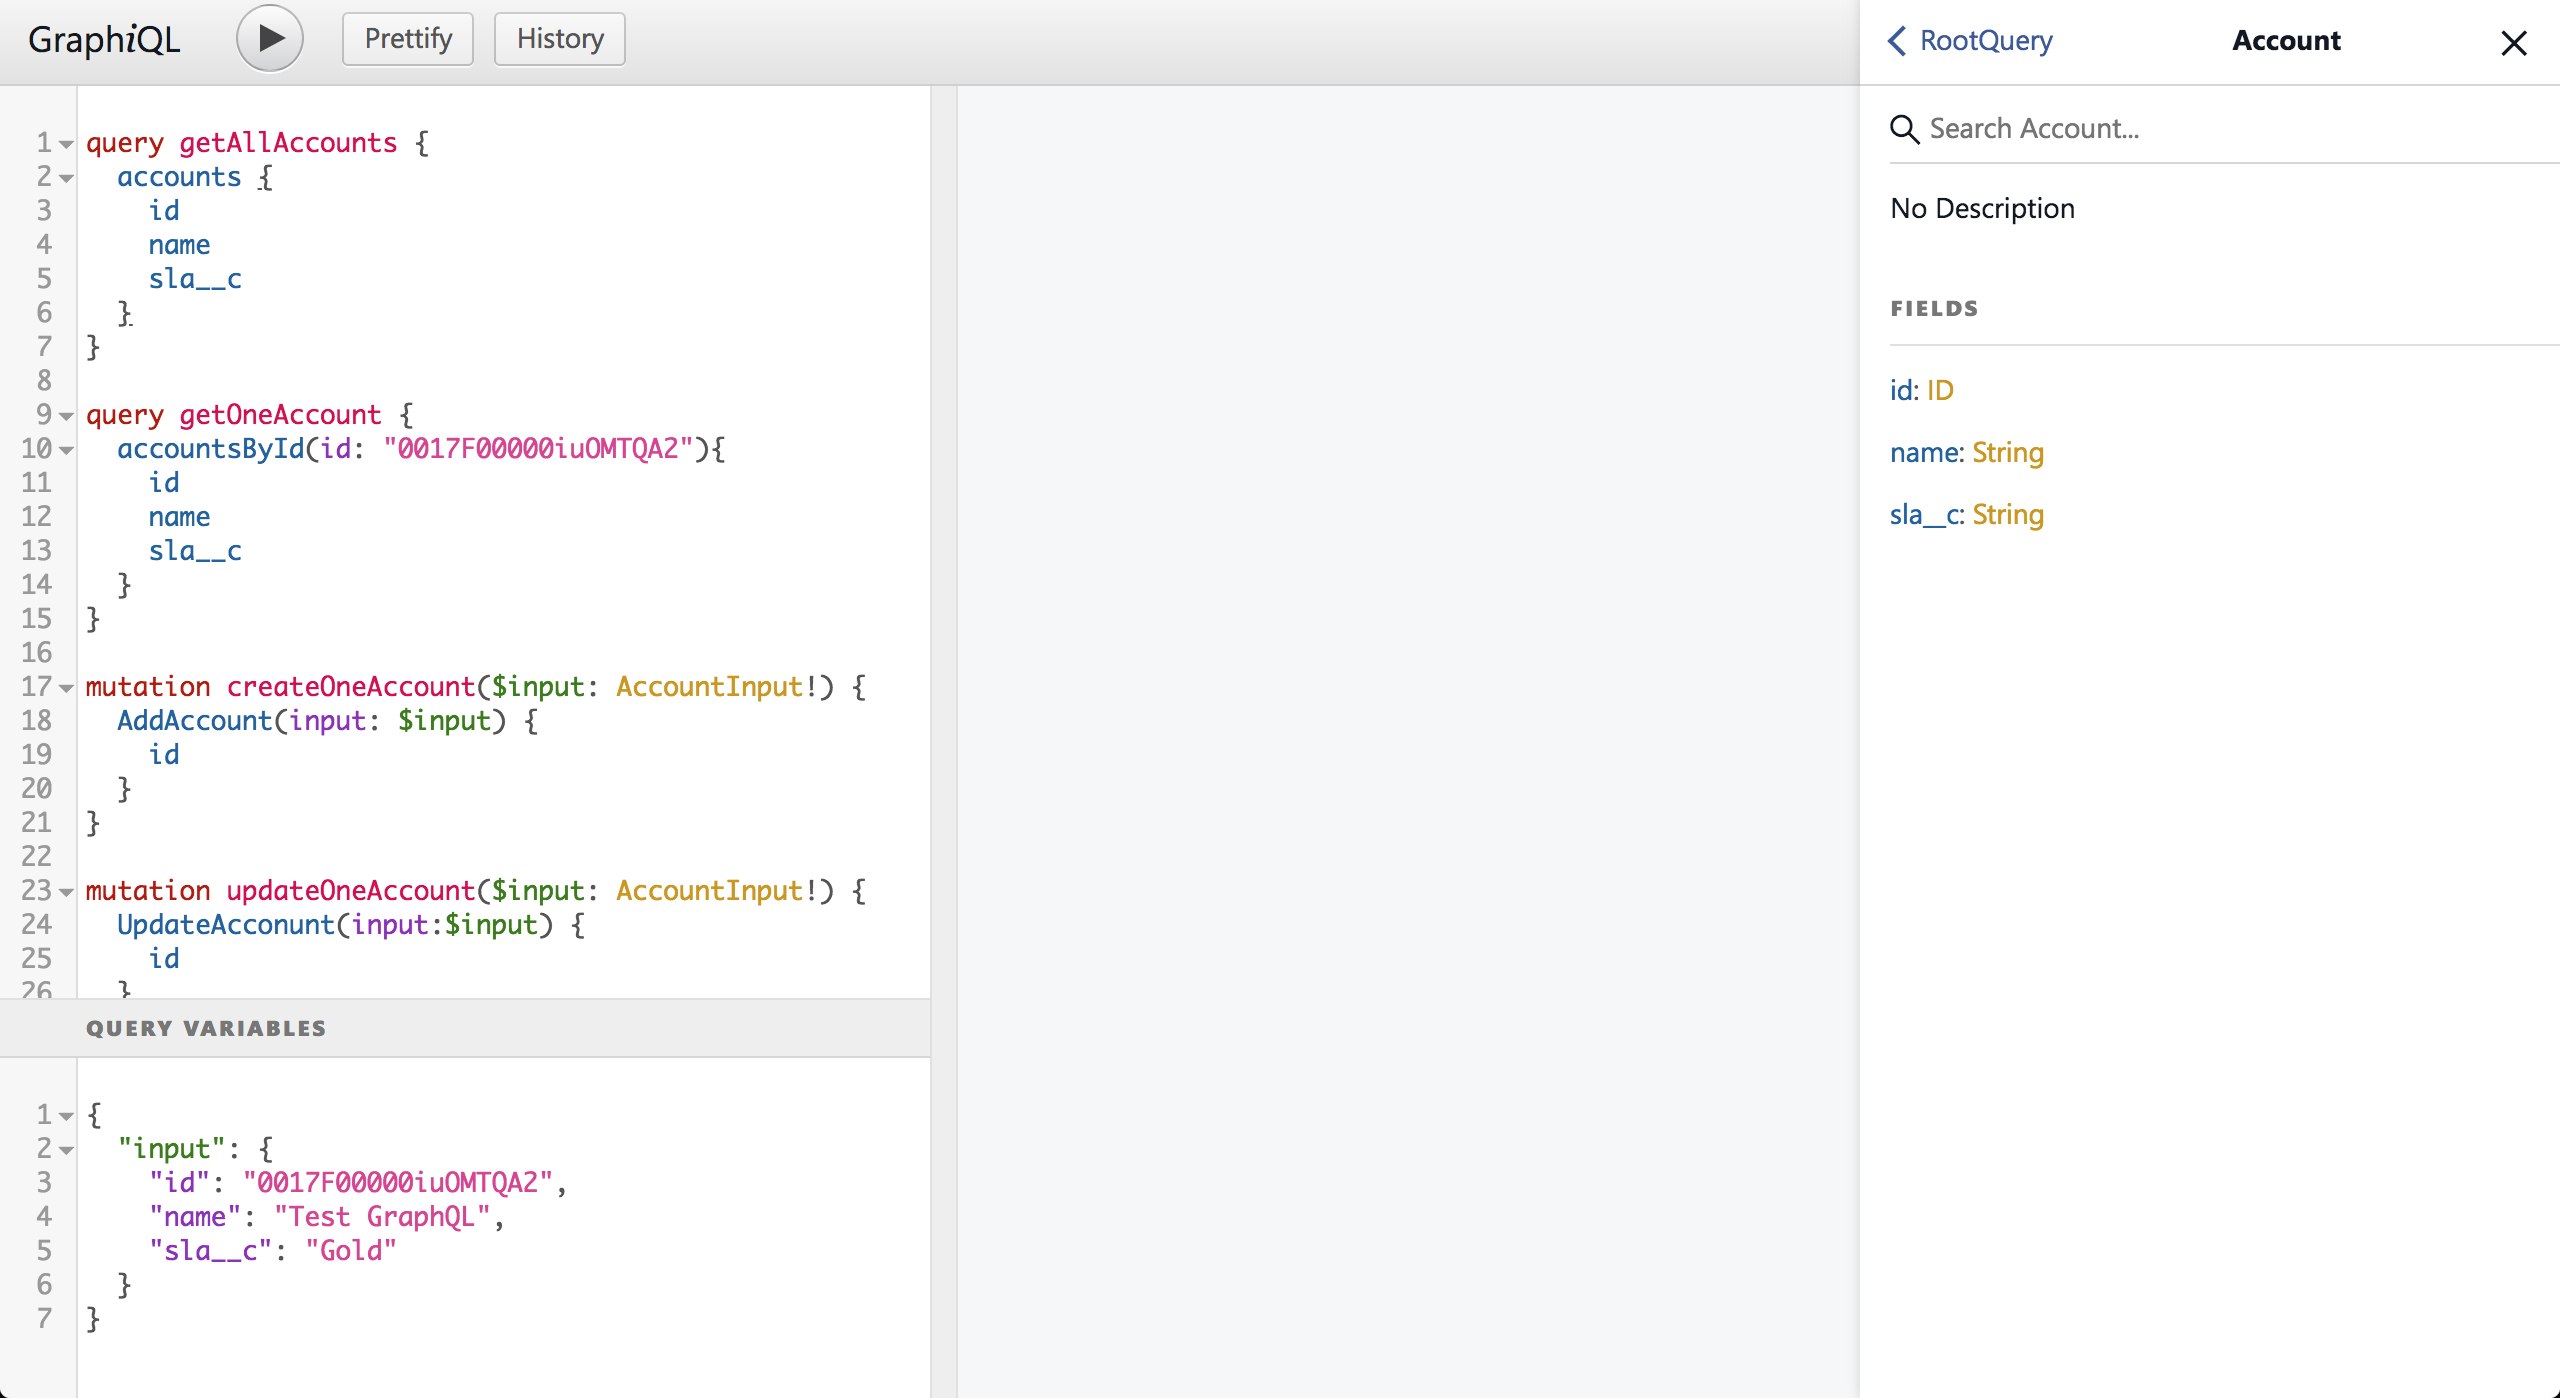 GraphiQL
Prettify
History
1 query getAllAccounts {
2   accounts {
3     id
4     name
5     sla__c
6   }
7 }
8
9 query getOneAccount {
10   accountsById(id: "0017F00000iuOMTQA2"){
11     id
12     name
13     sla__c
14   }
15 }
16
17 mutation createOneAccount($input: AccountInput!) {
18   AddAccount(input: $input) {
19     id
20   }
21 }
22
23 mutation updateOneAccount($input: AccountInput!) {
24   UpdateAcconunt(input:$input) {
25     id
26   }
QUERY VARIABLES
1 {
2   "input": {
3     "id": "0017F00000iuOMTQA2",
4     "name": "Test GraphQL",
5     "sla__c": "Gold"
6   }
7 }
RootQuery
Account
Search Account...
No Description
FIELDS
id: ID
name: String
sla__c: String